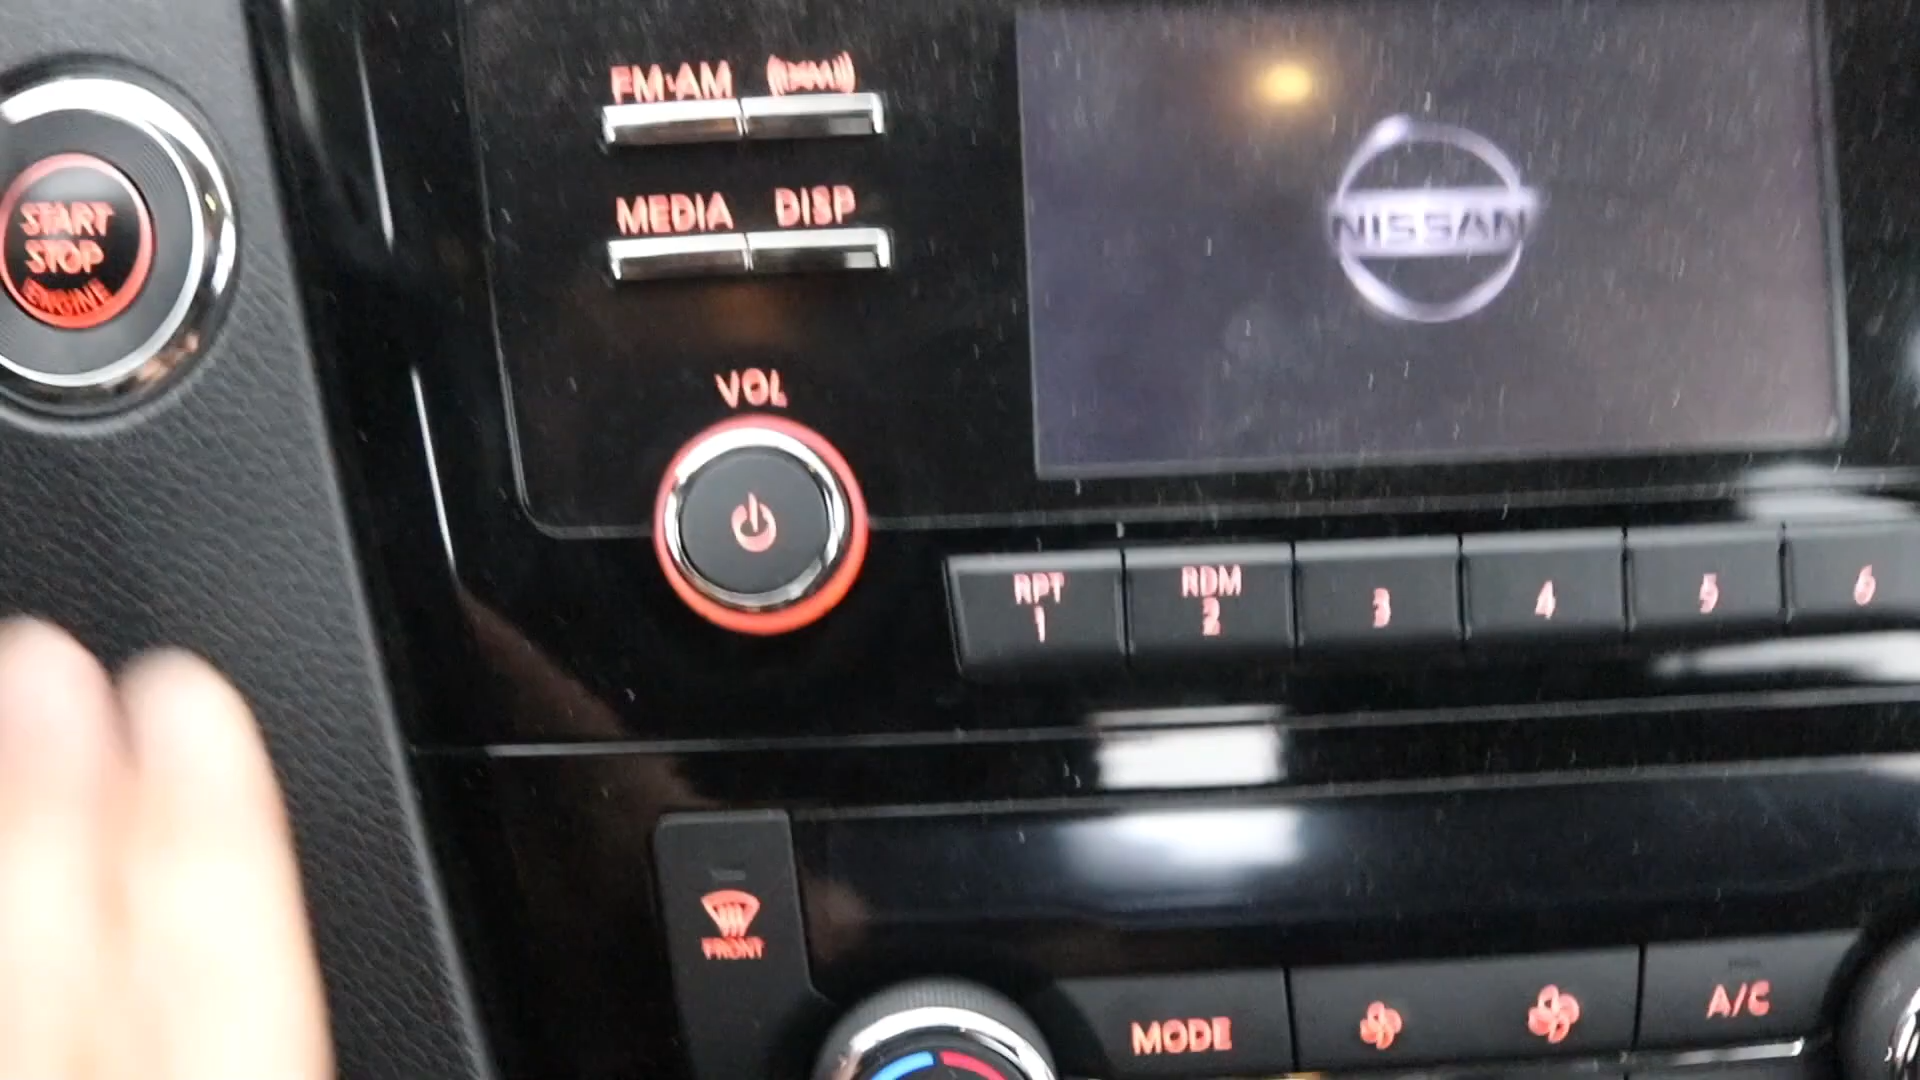 FM·AM
((XM))
START
STOP
ENGINE
MEDIA
DISP
NISSAN
VOL
RPT
1
RDM
2
3
4
5
6
FRONT
MODE
A/C